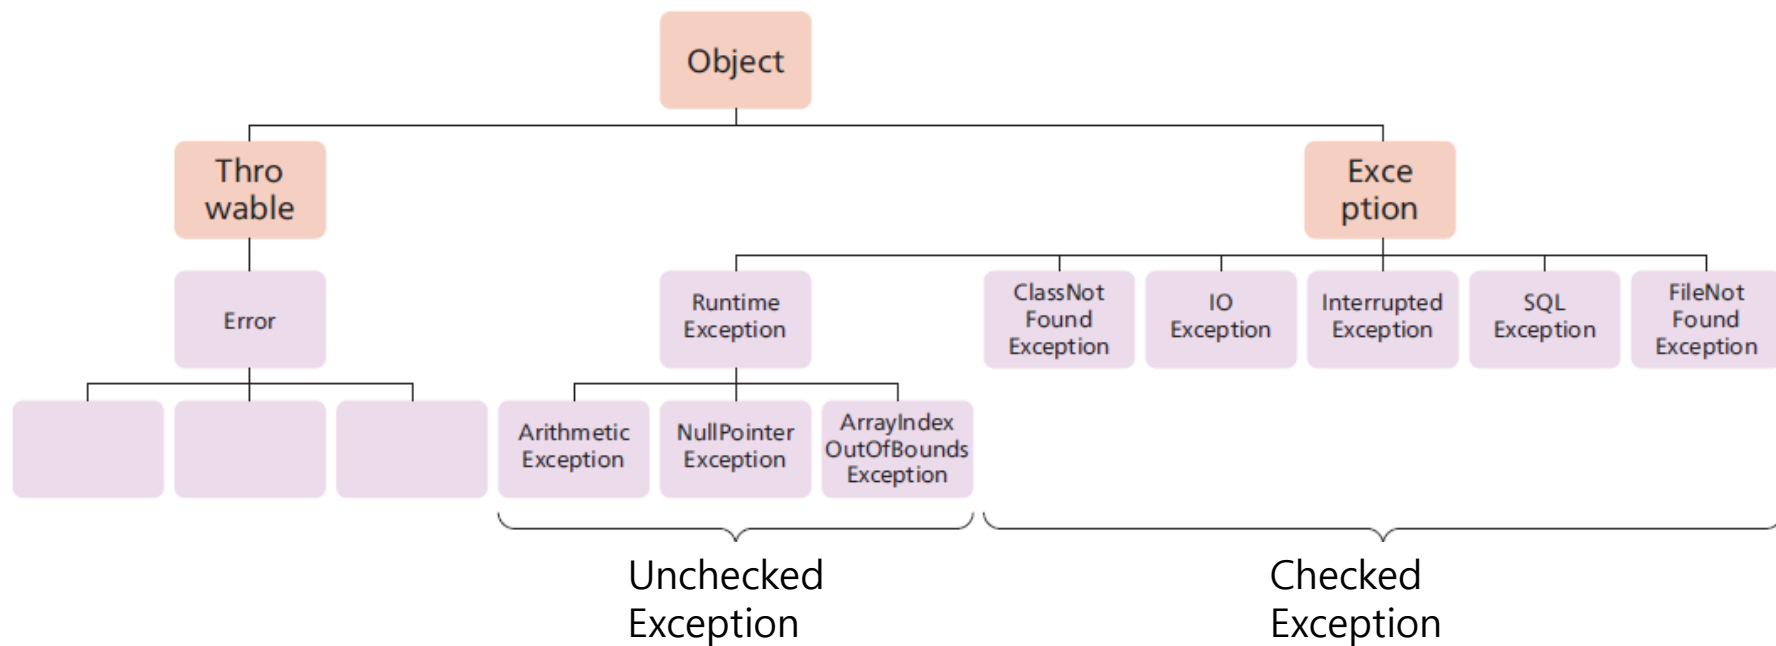 Object
Thro
wable
Exce
ption
Error
Runtime
Exception
ClassNot
Found
Exception
IO
Exception
Interrupted
Exception
SQL
Exception
FileNot
Found
Exception
Arithmetic
Exception
NullPointer
Exception
ArrayIndex
OutOfBounds
Exception
Unchecked
Exception
Checked
Exception